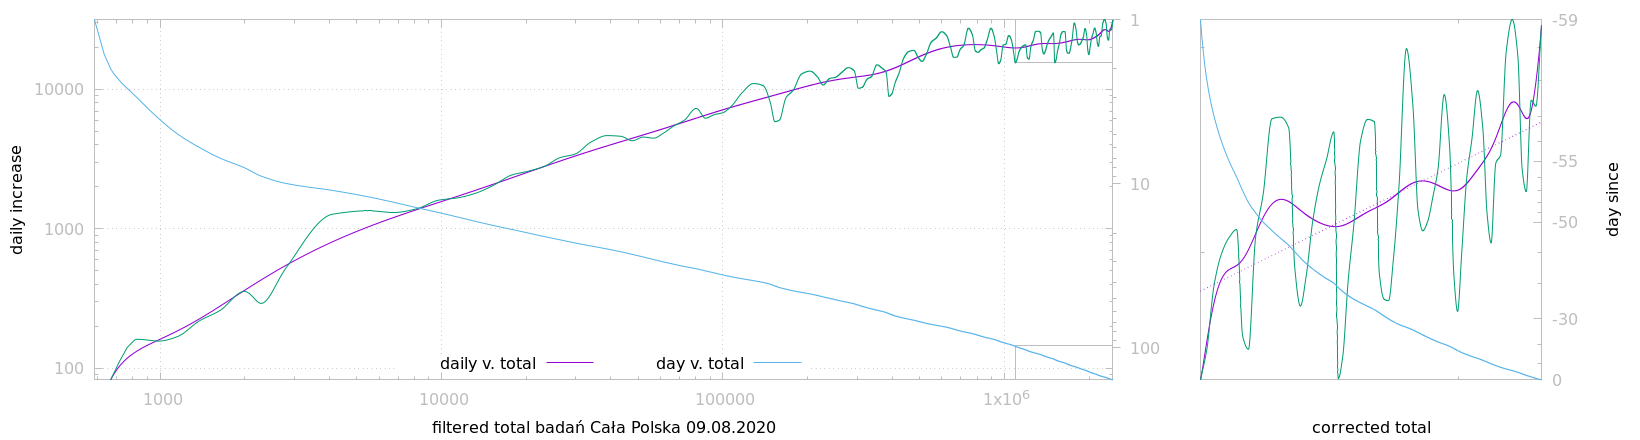 daily increase
10000
1000
100
1000
10000
100000
1x10⁶
1
10
100
daily v. total
day v. total
filtered total badań Cała Polska 09.08.2020
-59
-55
-50
-30
0
day since
corrected total